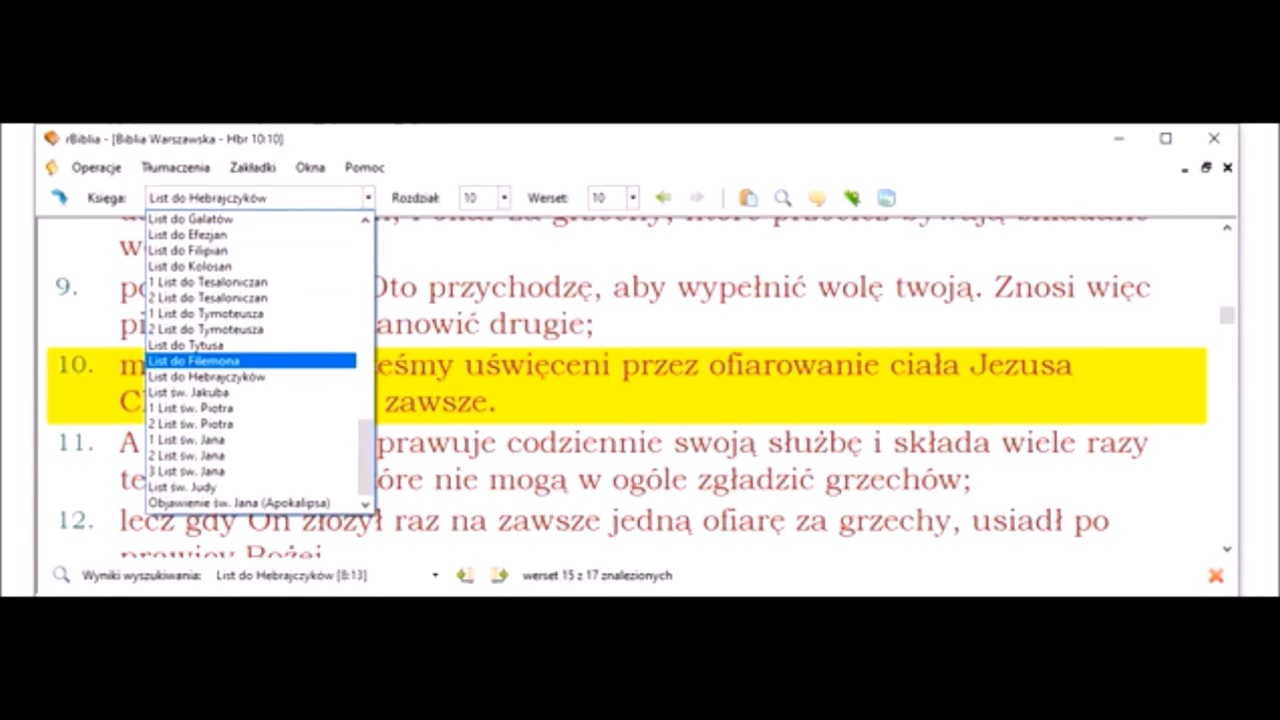 rBiblia - [Biblia Warszawska - Hbr 10:10]
Operacje Tłumaczenia Zakładki Okna Pomoc
Księga: List do Hebrajczyków Rozdział: 10 Werset: 10
List do Galatów
List do Efezjan
List do Filipian
List do Kolosan
1 List do Tesaloniczan
2 List do Tesaloniczan
1 List do Tymoteusza
2 List do Tymoteusza
List do Tytusa
List do Filemona
List do Hebrajczyków
List św. Jakuba
1 List św. Piotra
2 List św. Piotra
1 List św. Jana
2 List św. Jana
3 List św. Jana
List św. Judy
Objawienie św. Jana (Apokalipsa)
9. Oto przychodzę, aby wypełnić wolę twoją. Znosi więc
anowić drugie;
10. teśmy uświęceni przez ofiarowanie ciała Jezusa
zawsze.
11. A prawuje codziennie swoją służbę i składa wiele razy
te óre nie mogą w ogóle zgładzić grzechów;
12. lecz gdy On złożył raz na zawsze jedną ofiarę za grzechy, usiadł po
prawicy Bożej
Wyniki wyszukiwania: List do Hebrajczyków [8:13] werset 15 z 17 znalezionych